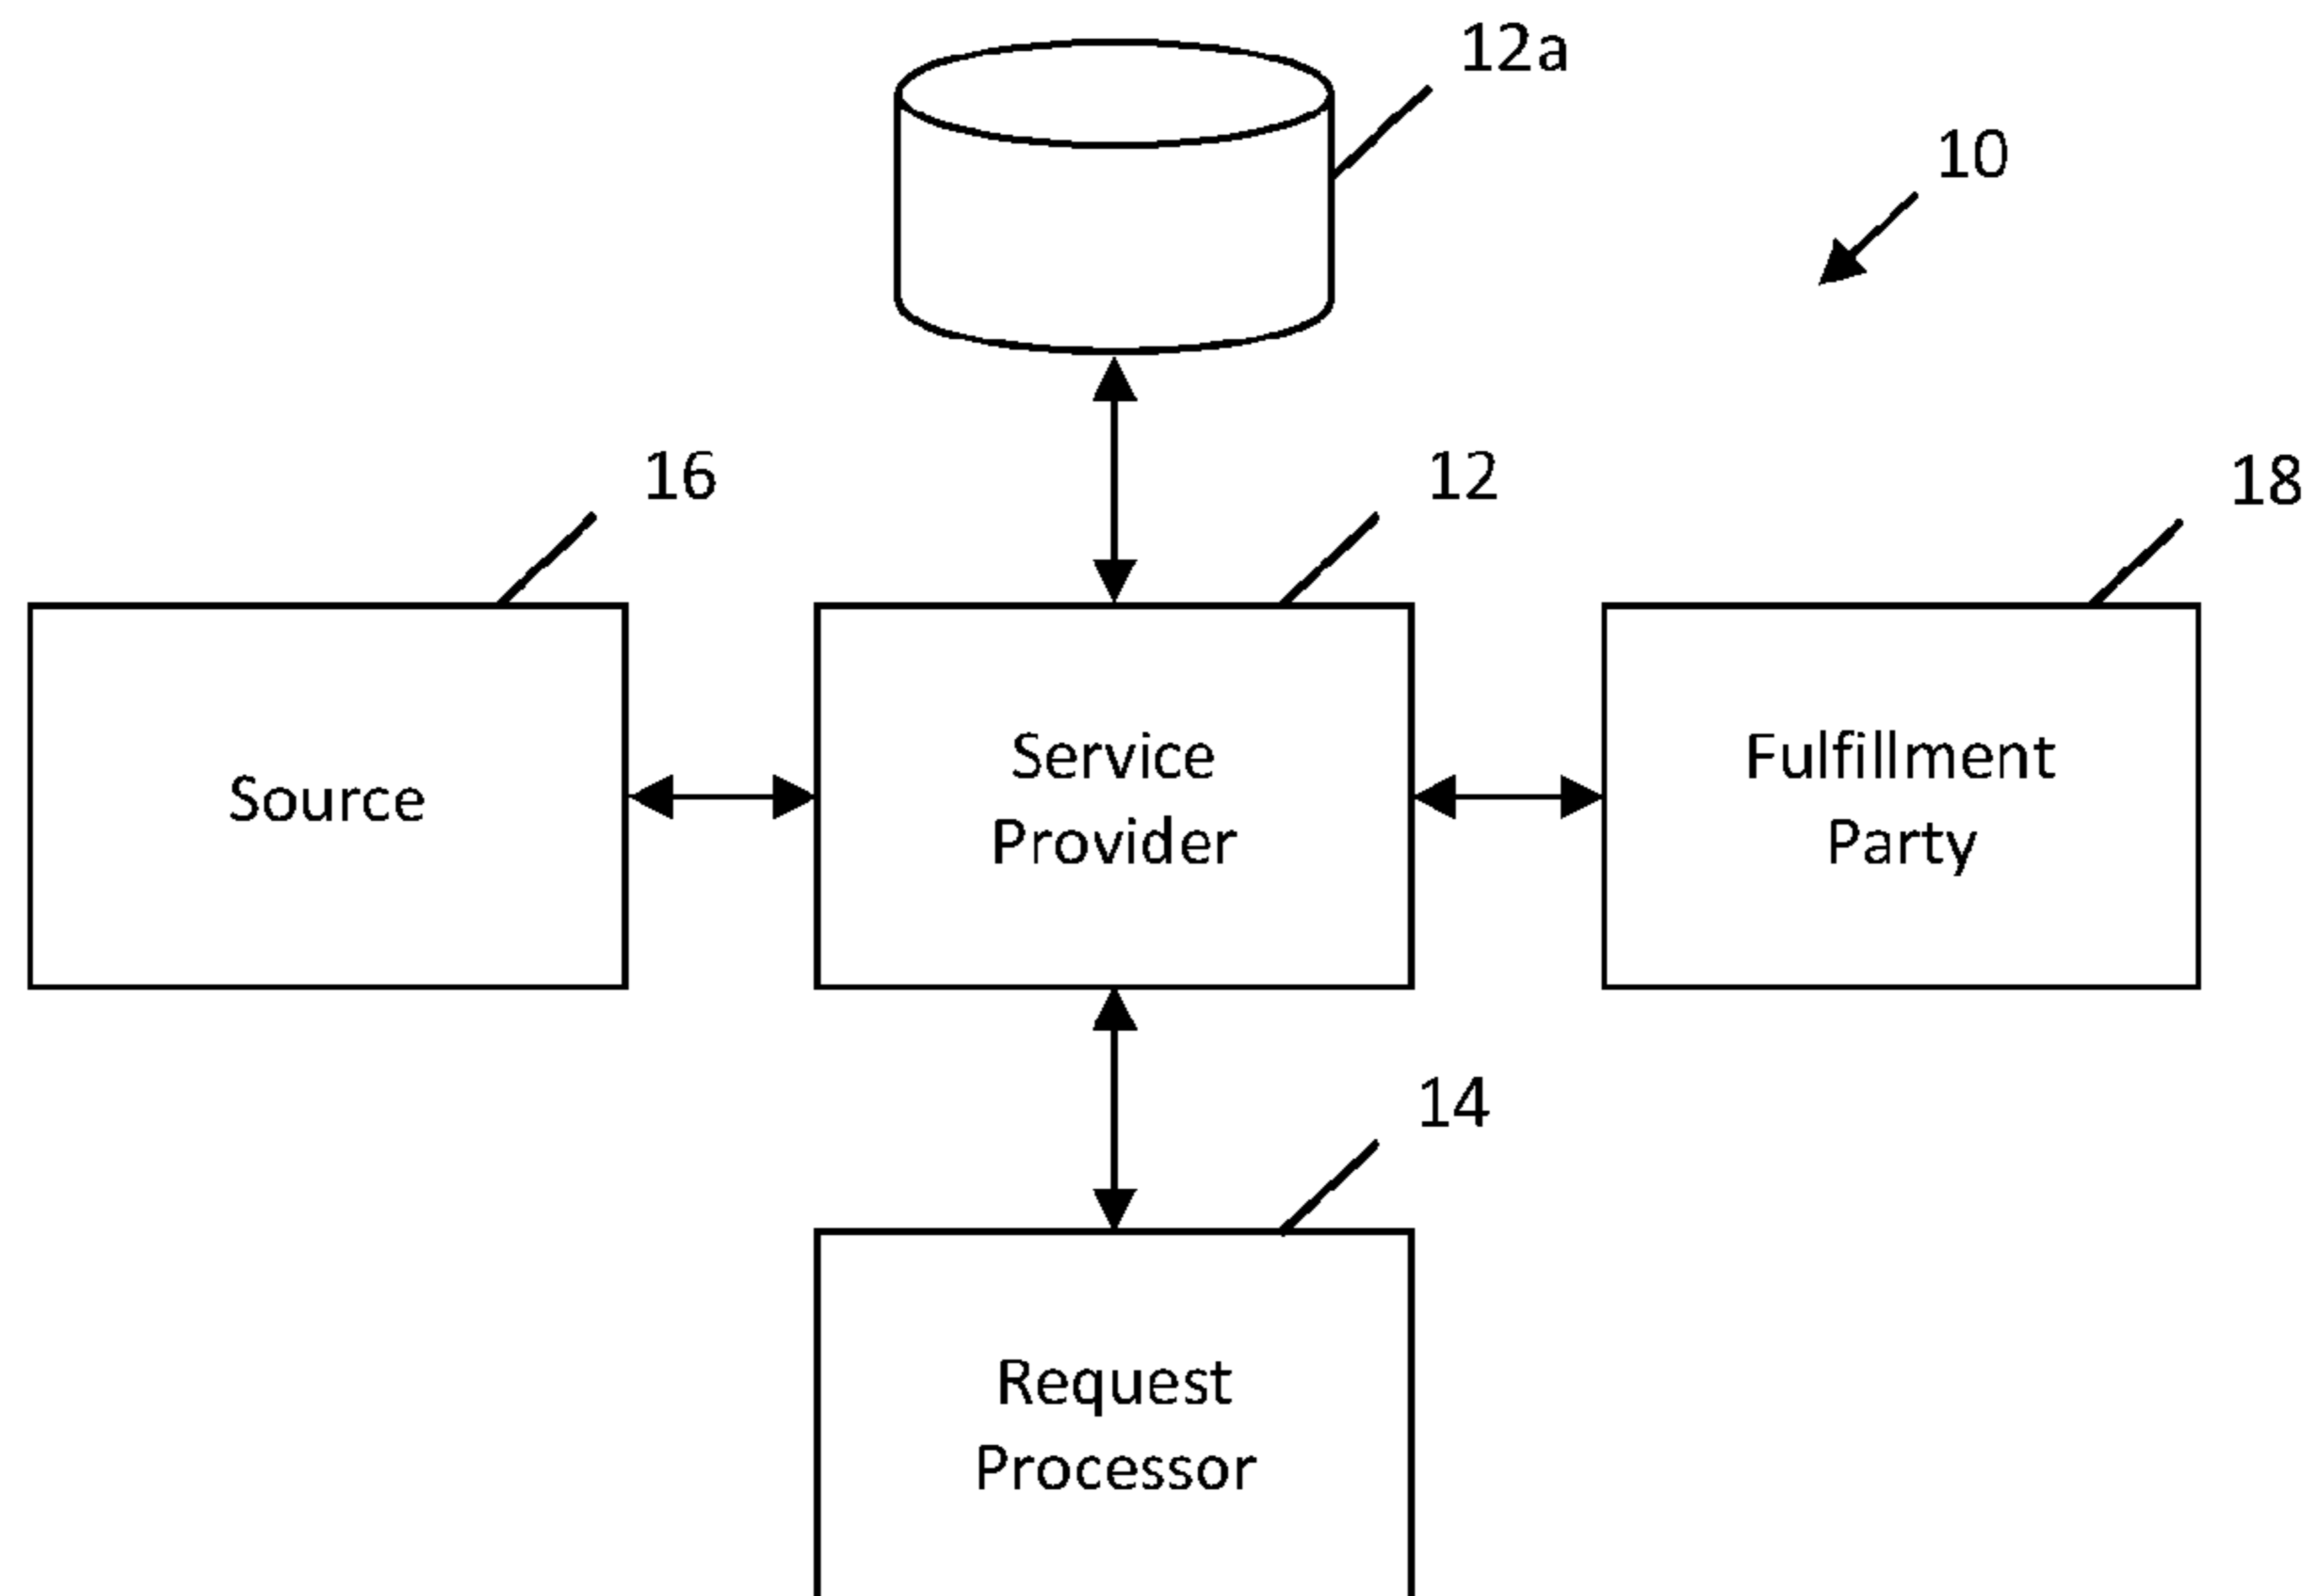 12a
10
16
12
18
Source
Service
Provider
Fulfillment
Party
14
Request
Processor